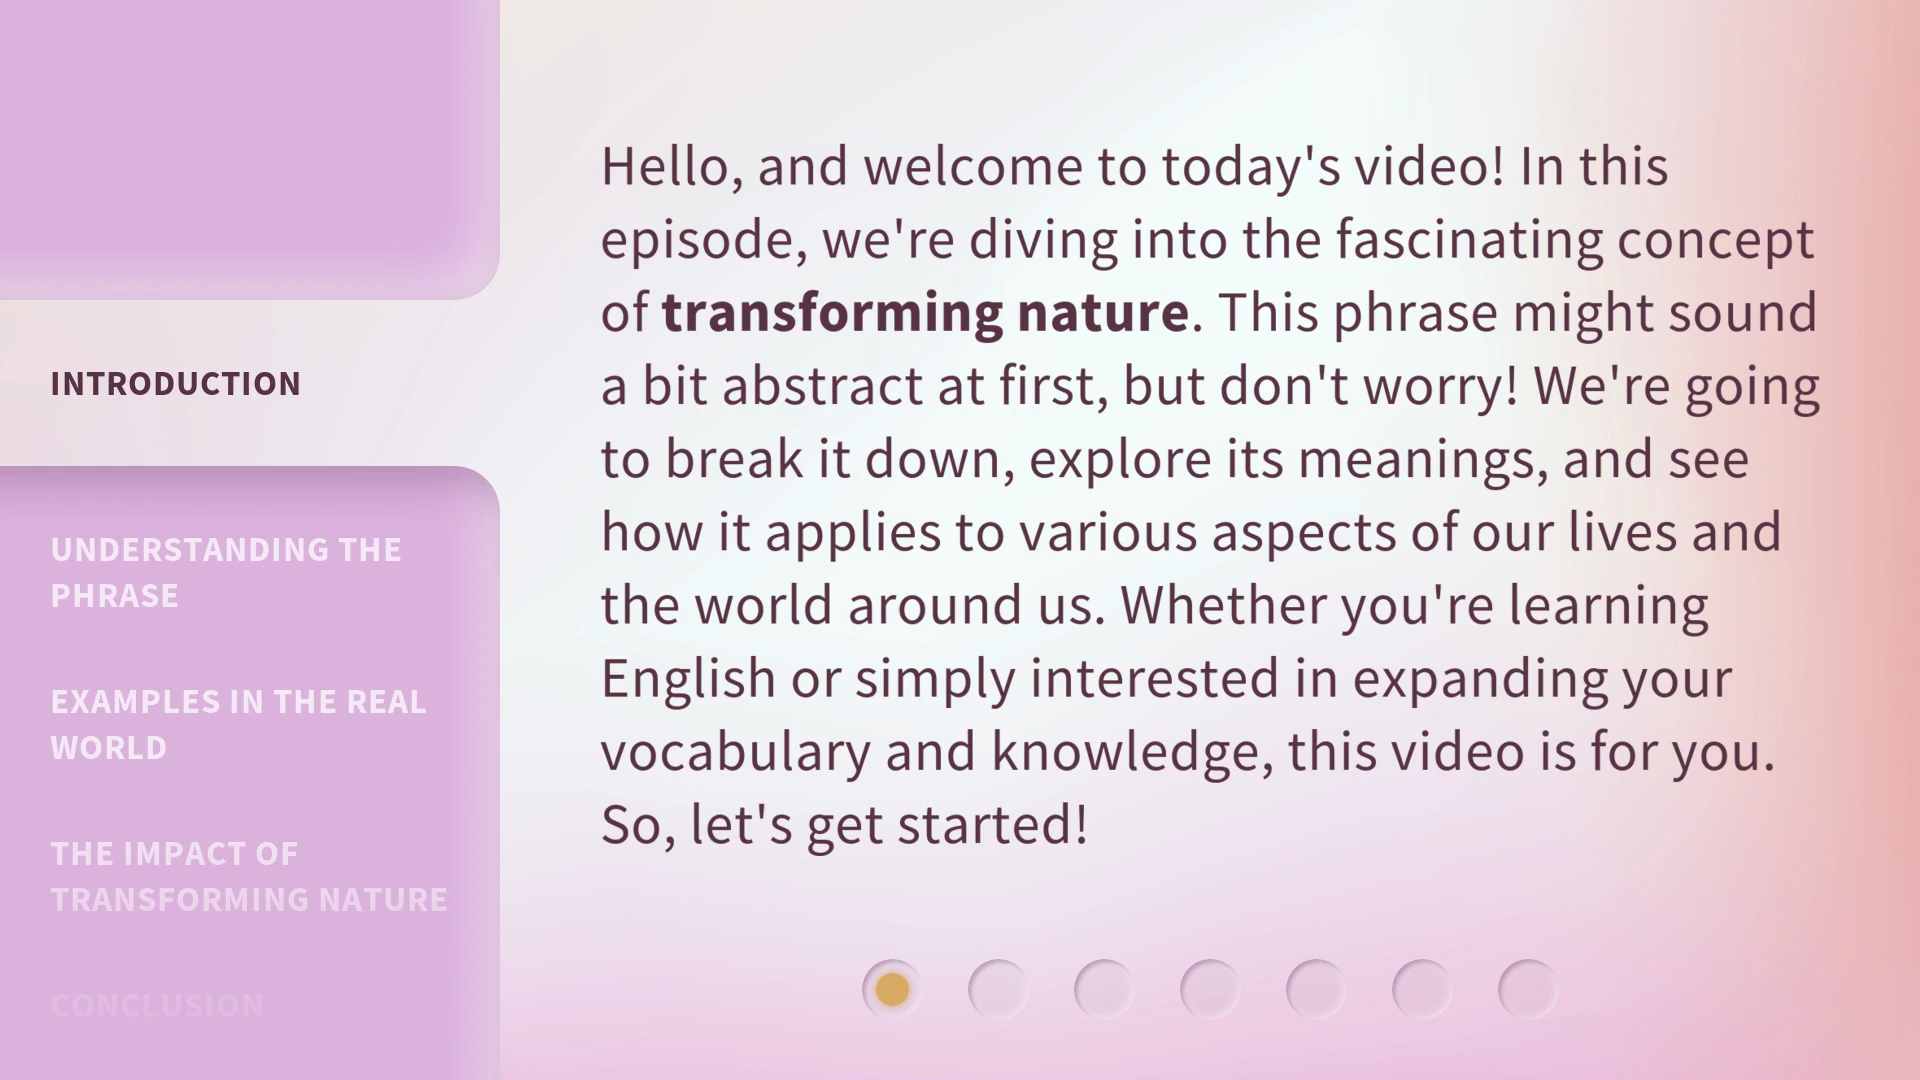 INTRODUCTION
UNDERSTANDING THE
PHRASE
EXAMPLES IN THE REAL
WORLD
THE IMPACT OF
TRANSFORMING NATURE
CONCLUSION
Hello, and welcome to today's video! In this
episode, we're diving into the fascinating concept
of transforming nature. This phrase might sound
a bit abstract at first, but don't worry! We're going
to break it down, explore its meanings, and see
how it applies to various aspects of our lives and
the world around us. Whether you're learning
English or simply interested in expanding your
vocabulary and knowledge, this video is for you.
So, let's get started!